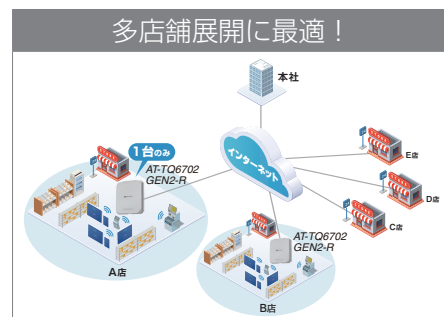 多店舗展開に最適！
本社
1台のみ
AT-TQ6702
GEN2-R
インターネット
E店
D店
C店
A店
AT-TQ6702
GEN2-R
B店